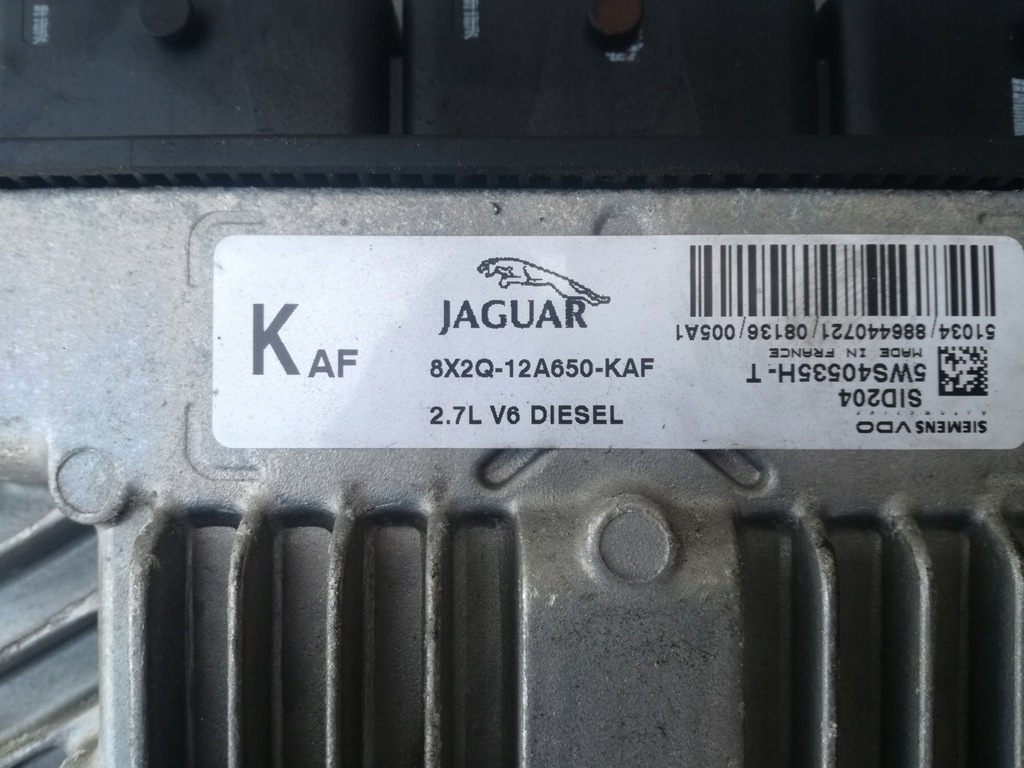 K AF
JAGUAR
8X2Q-12A650-KAF
2.7L V6 DIESEL
SIEMENS VDO
SID204
5WS40535H-T
MADE IN FRANCE
51034/886440721/08136/005A1